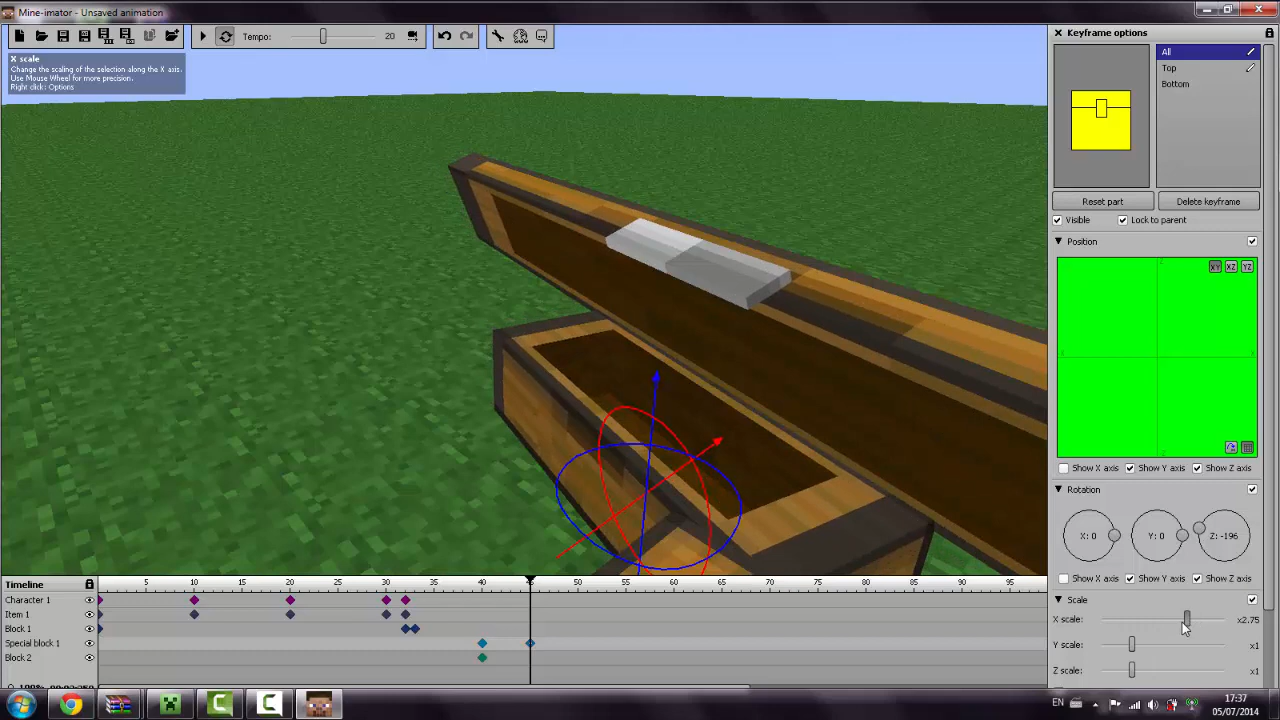 Mine-imator - Unsaved animation
Tempo: 20
X scale
Change the scaling of the selection along the X axis.
Use Mouse Wheel for more precision.
Right click: Options
Keyframe options
All
Top
Bottom
Reset part Delete keyframe
Visible Lock to parent
Position
XY XZ YZ
Show X axis Show Y axis Show Z axis
Rotation
X: 0 Y: 0 Z: -196
Show X axis Show Y axis Show Z axis
Scale
X scale: x2.75
Y scale: x1
Z scale: x1
Timeline
5 10 15 20 25 30 35 40 50 55 60 65 70 75 80 85 90 95
Character 1
Item 1
Block 1
Special block 1
Block 2
EN
17:37
05/07/2014